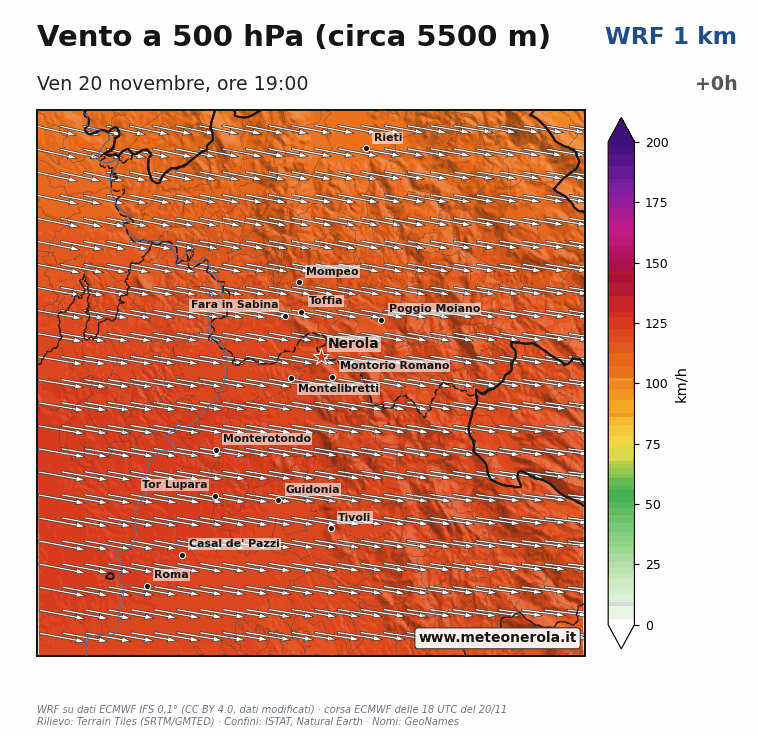 Vento a 500 hPa (circa 5500 m)
WRF 1 km
Ven 20 novembre, ore 19:00
+0h
Rieti
Mompeo
Fara in Sabina
Toffia
Poggio Moiano
Nerola
Montorio Romano
Montelibretti
Monterotondo
Tor Lupara
Guidonia
Tivoli
Casal de' Pazzi
Roma
www.meteonerola.it
200
175
150
125
100
75
50
25
0
km/h
WRF su dati ECMWF IFS 0,1° (CC BY 4.0, dati modificati) · corsa ECMWF delle 18 UTC del 20/11
Rilievo: Terrain Tiles (SRTM/GMTED) · Confini: ISTAT, Natural Earth · Nomi: GeoNames